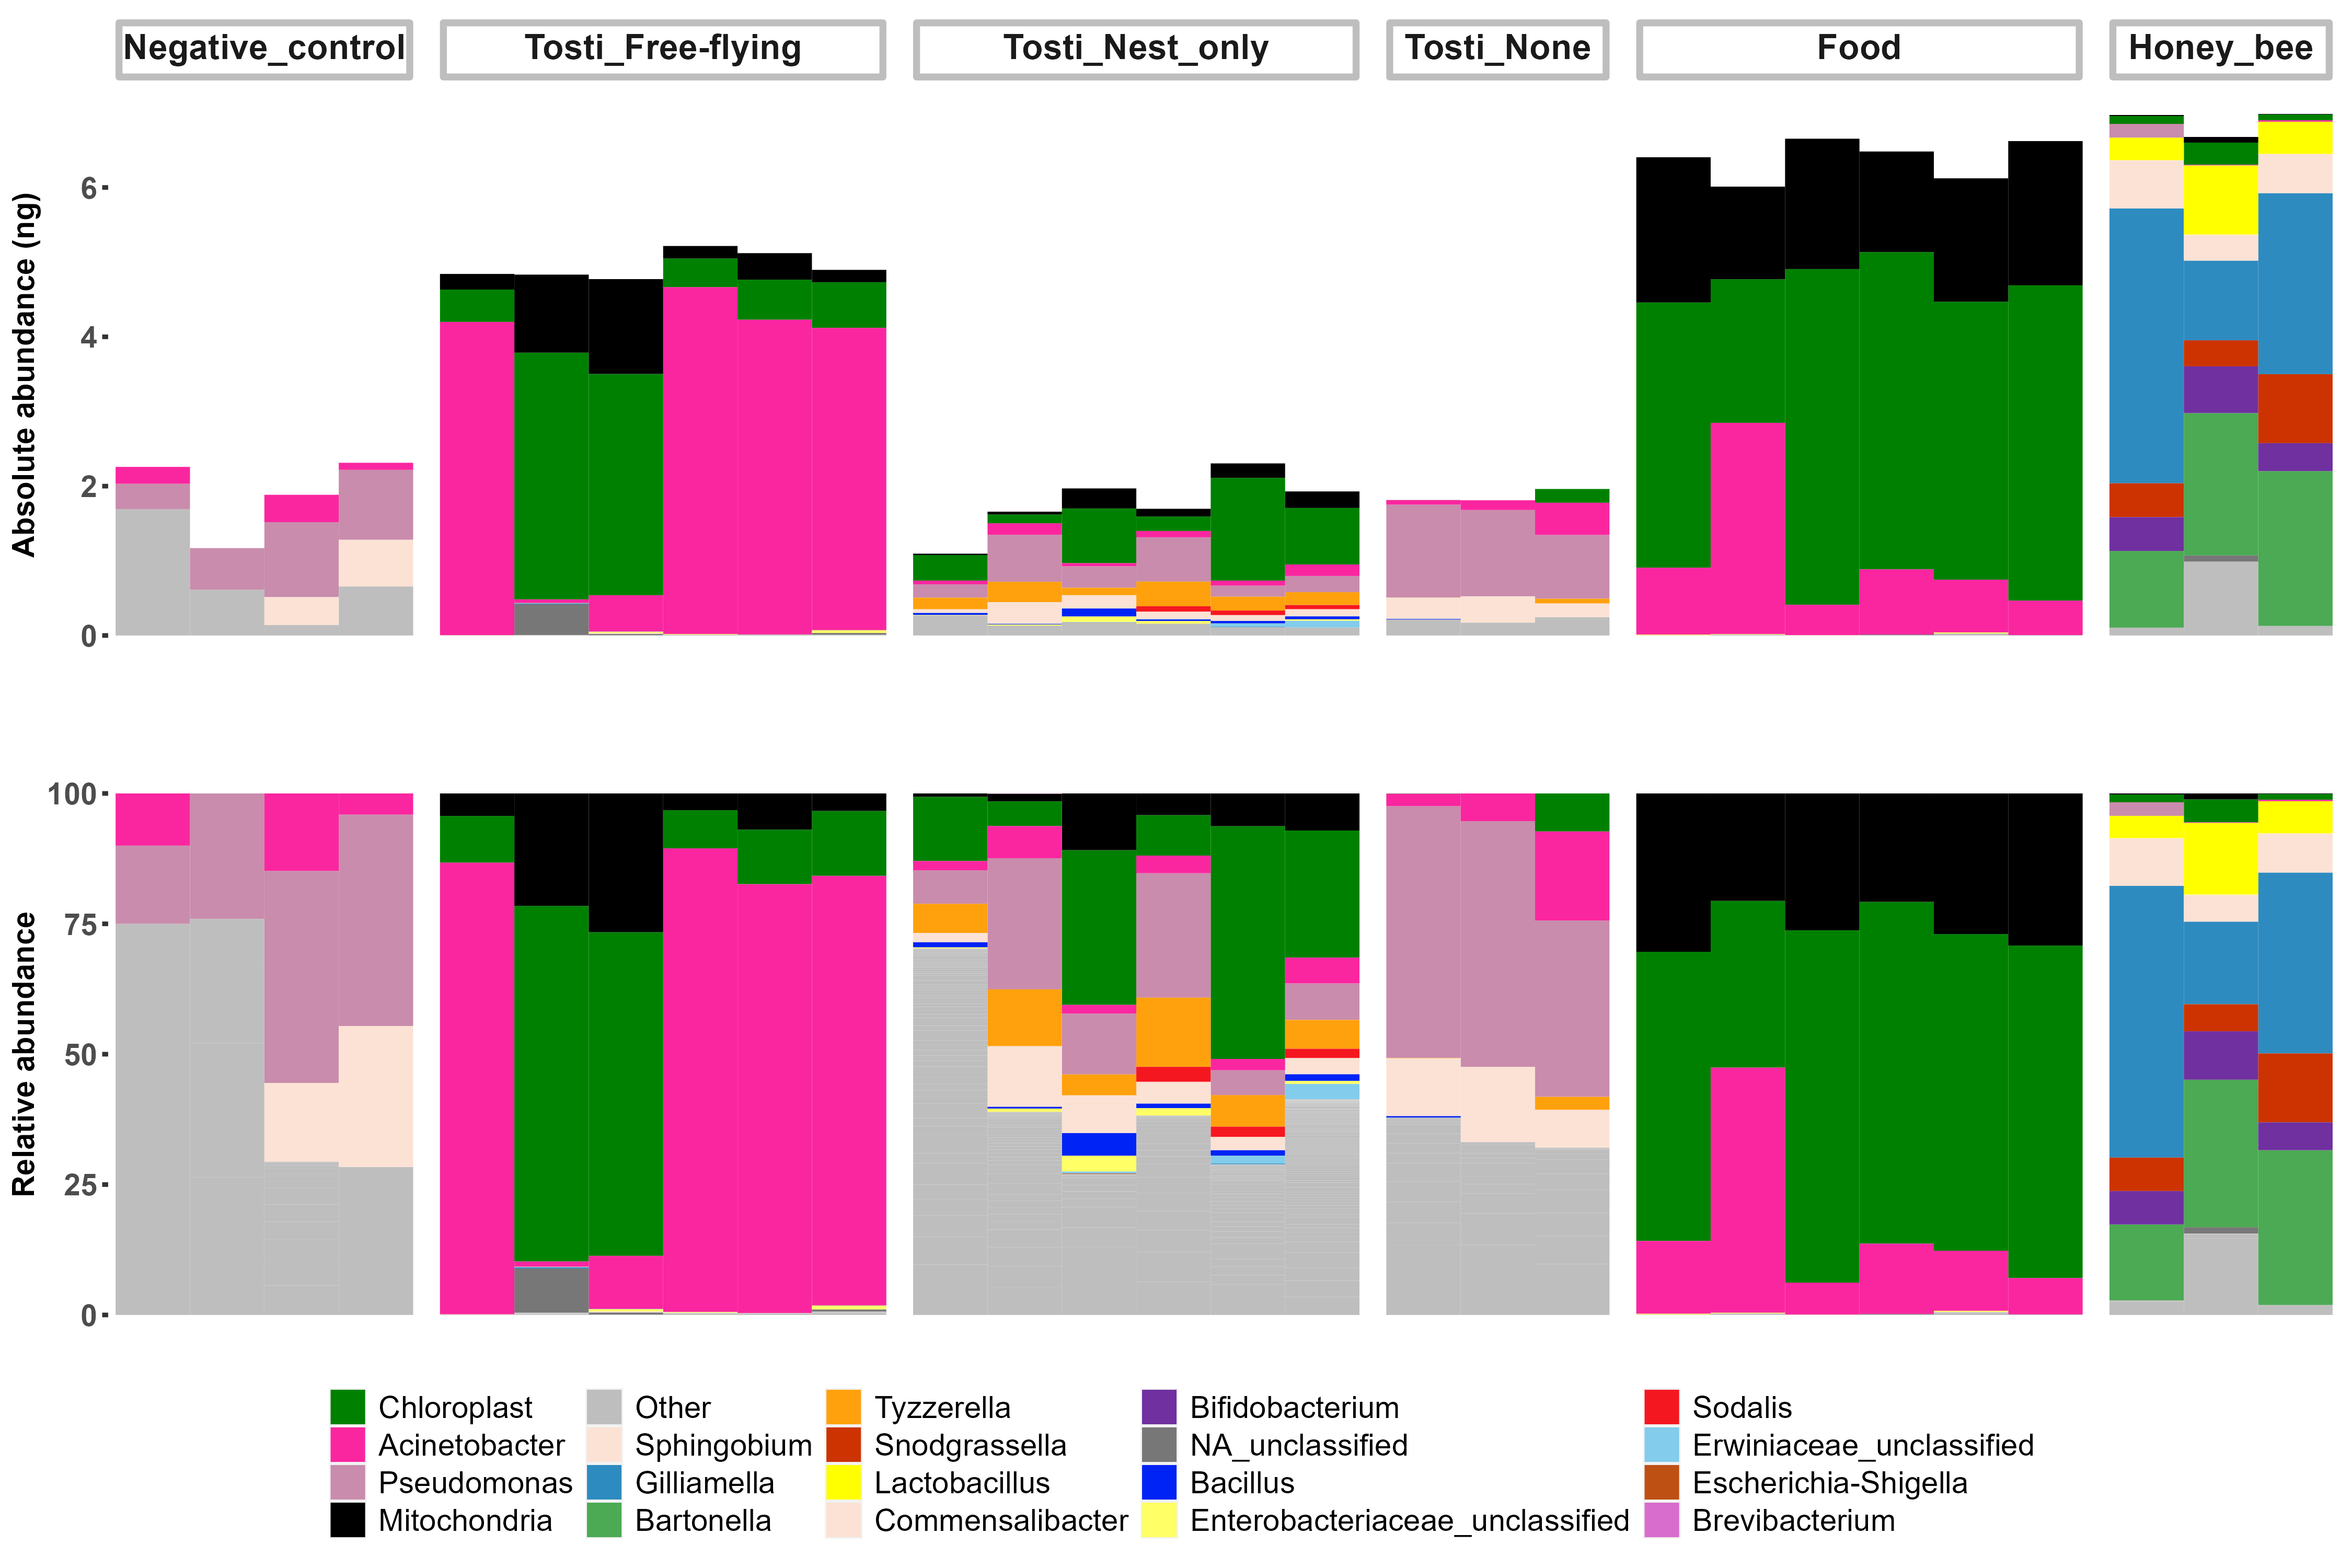 Negative_control Tosti_Free-flying Tosti_Nest_only Tosti_None Food Honey_bee
Absolute abundance (ng)
6
4
2
0
Relative abundance
100
75
50
25
0
Chloroplast Other Tyzzerella Bifidobacterium Sodalis
Acinetobacter Sphingobium Snodgrassella NA_unclassified Erwiniaceae_unclassified
Pseudomonas Gilliamella Lactobacillus Bacillus Escherichia-Shigella
Mitochondria Bartonella Commensalibacter Enterobacteriaceae_unclassified Brevibacterium